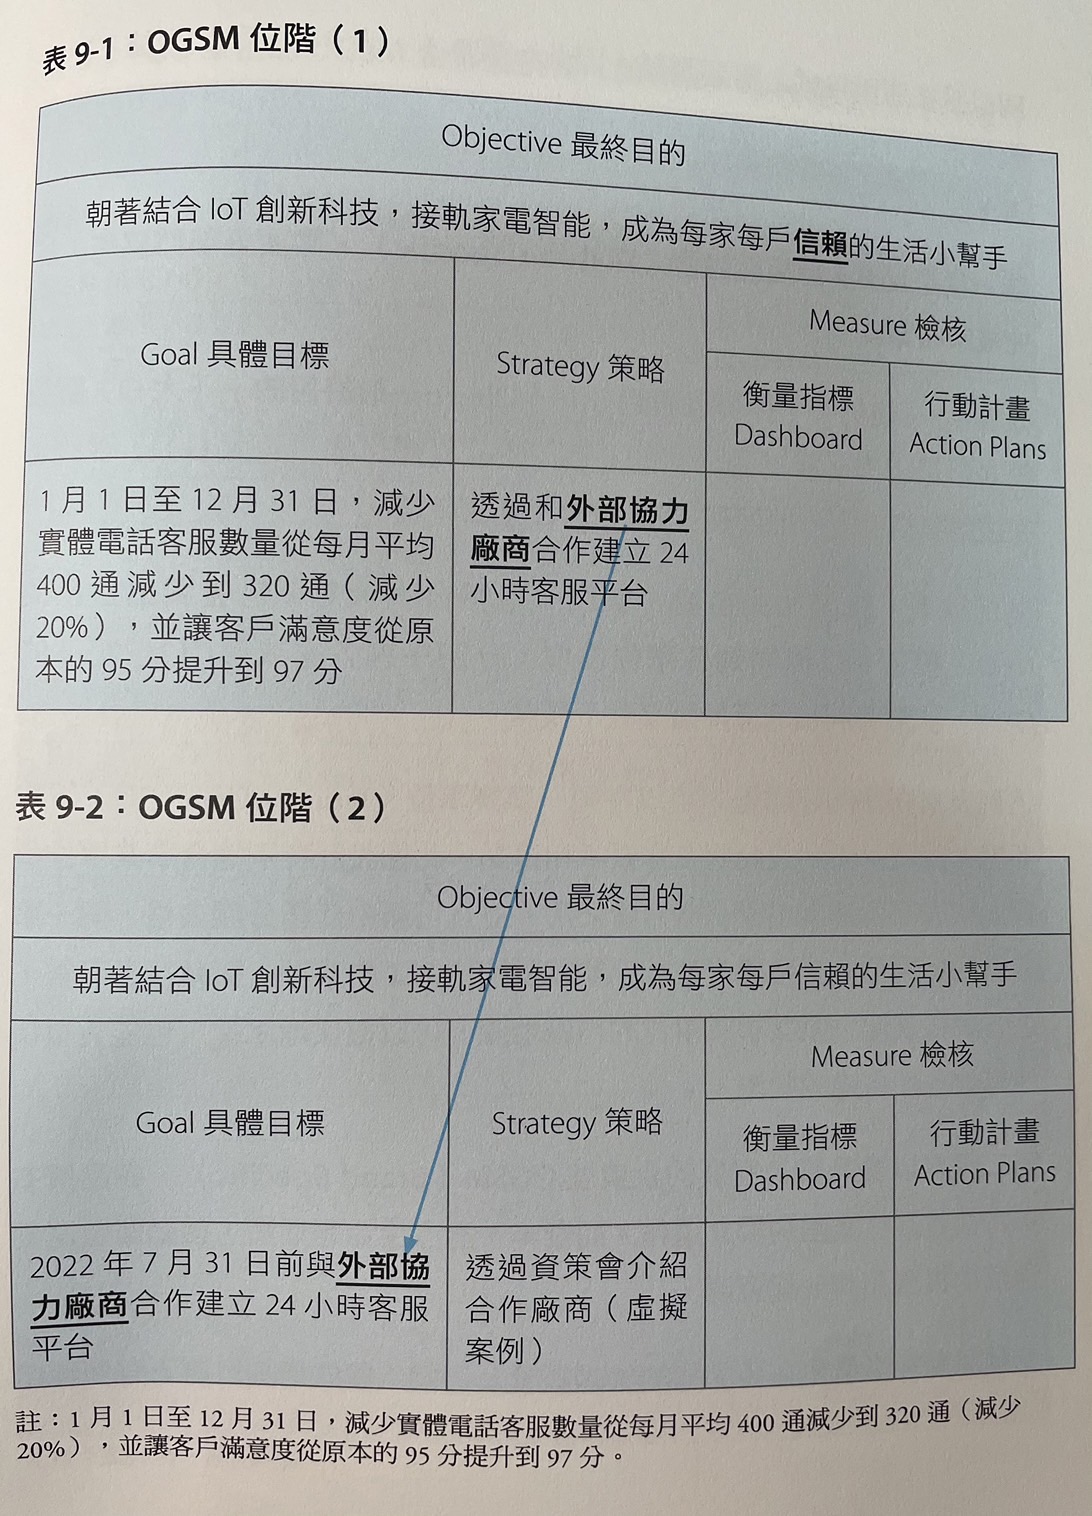 表 9-1：OGSM 位階（1）
Objective 最終目的
朝著結合 IoT 創新科技，接軌家電智能，成為每家每戶信賴的生活小幫手
Goal 具體目標
Strategy 策略
Measure 檢核
衡量指標
Dashboard
行動計畫
Action Plans
1 月 1 日至 12 月 31 日，減少
實體電話客服數量從每月平均
400 通減少到 320 通（減少
20%），並讓客戶滿意度從原
本的 95 分提升到 97 分
透過和外部協力
廠商合作建立 24
小時客服平台
表 9-2：OGSM 位階（2）
Objective 最終目的
朝著結合 IoT 創新科技，接軌家電智能，成為每家每戶信賴的生活小幫手
Goal 具體目標
Strategy 策略
Measure 檢核
衡量指標
Dashboard
行動計畫
Action Plans
2022 年 7 月 31 日前與外部協
力廠商合作建立 24 小時客服
平台
透過資策會介紹
合作廠商（虛擬
案例）
註：1 月 1 日至 12 月 31 日，減少實體電話客服數量從每月平均 400 通減少到 320 通（減少
20%），並讓客戶滿意度從原本的 95 分提升到 97 分。